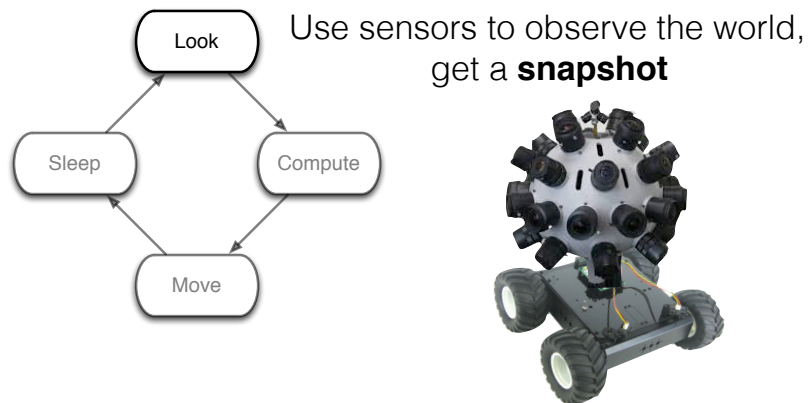 Look
Use sensors to observe the world,
get a snapshot
Sleep
Compute
Move